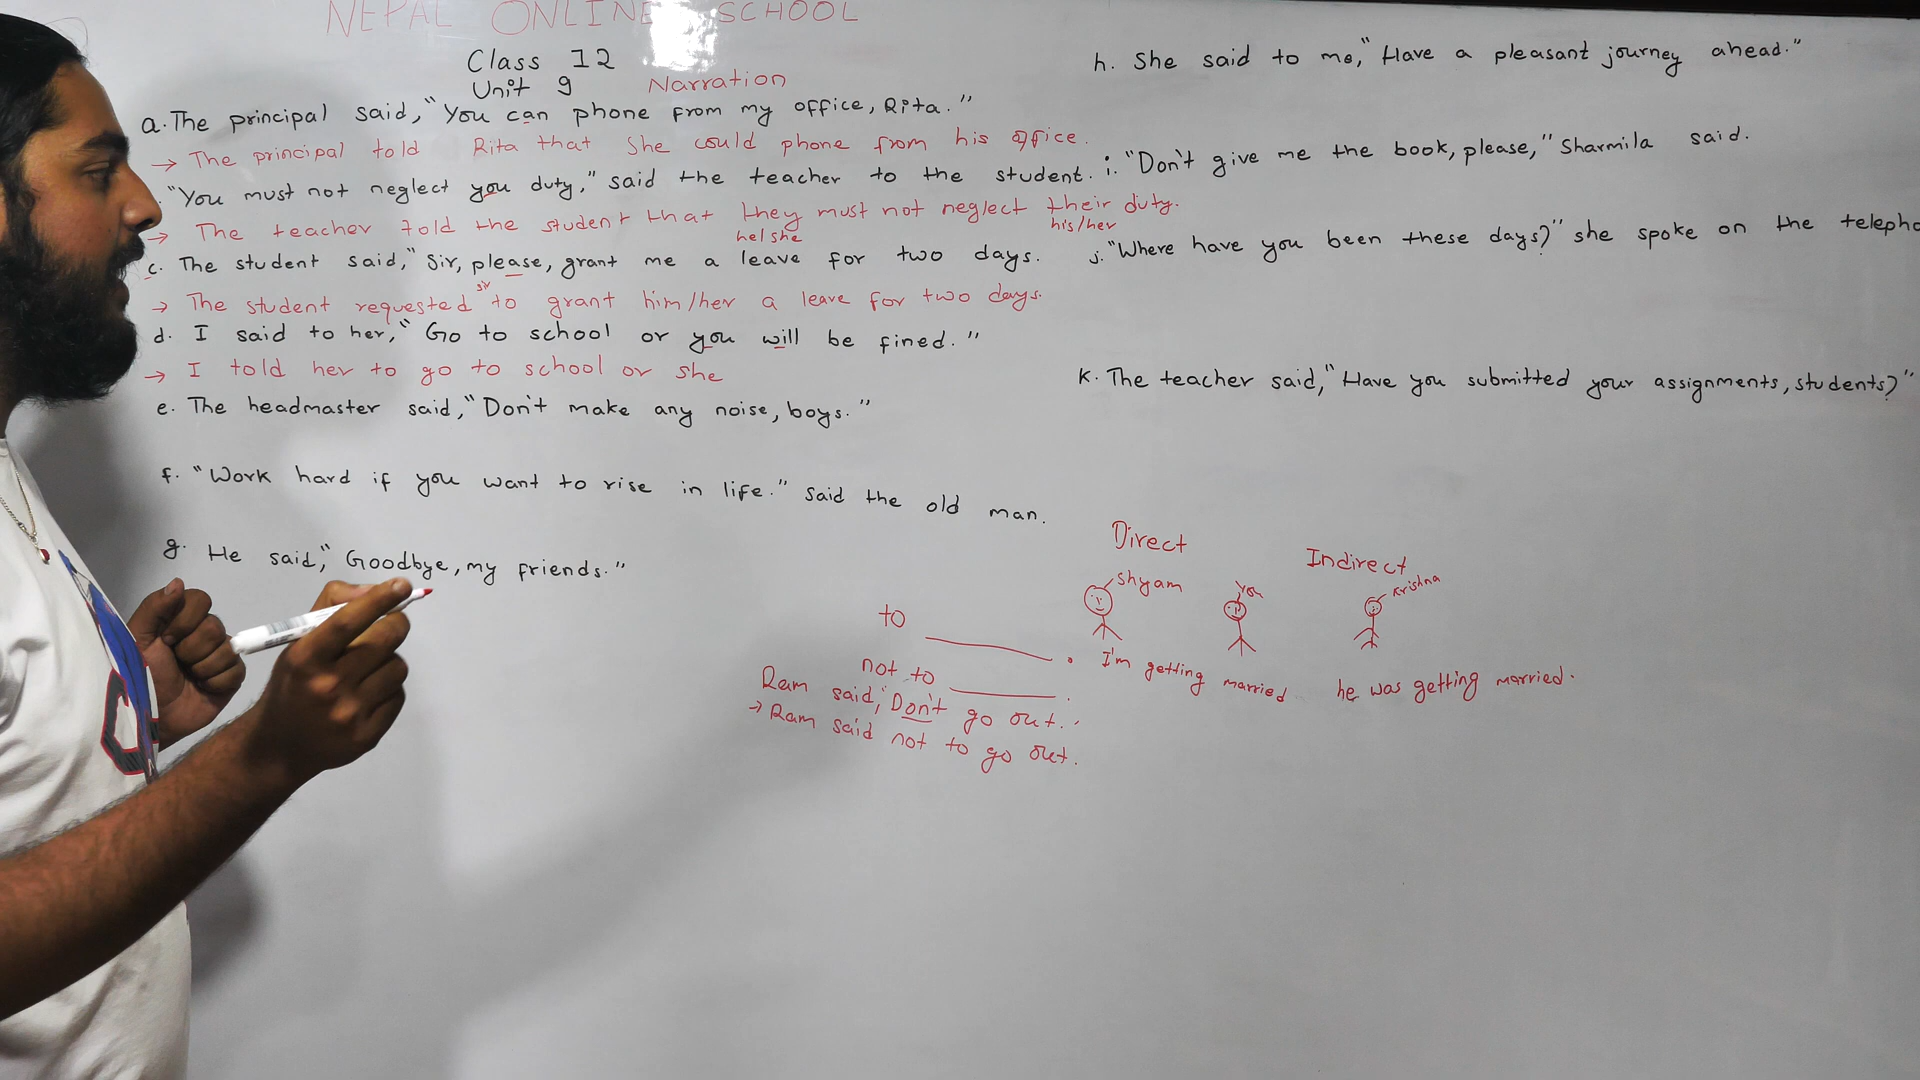 NEPAL ONLINE SCHOOL
Class 12
Unit 9 Narration
a. The principal said, "You can phone from my office, Rita."
→ The principal told Rita that She could phone from his office.
. "You must not neglect you duty," said the teacher to the student.
→ The teacher told the student that they must not neglect their duty.
he/she his/her
c. The student said, "Sir, please, grant me a leave for two days.
sir
→ The student requested to grant him/her a leave for two days.
d. I said to her, "Go to school or you will be fined."
→ I told her to go to school or she
e. The headmaster said, "Don't make any noise, boys."
f. "Work hard if you want to rise in life." said the old man.
g. He said, "Goodbye, my friends."
h. She said to me, "Have a pleasant journey ahead."
i. "Don't give me the book, please," Sharmila said.
j. "Where have you been these days?" she spoke on the telepho
k. The teacher said, "Have you submitted your assignments, students?"
Direct Indirect
Shyam You Krishna
to ______.
I'm getting married he was getting married.
not to ______.
Ram said, "Don't go out."
→ Ram said not to go out.